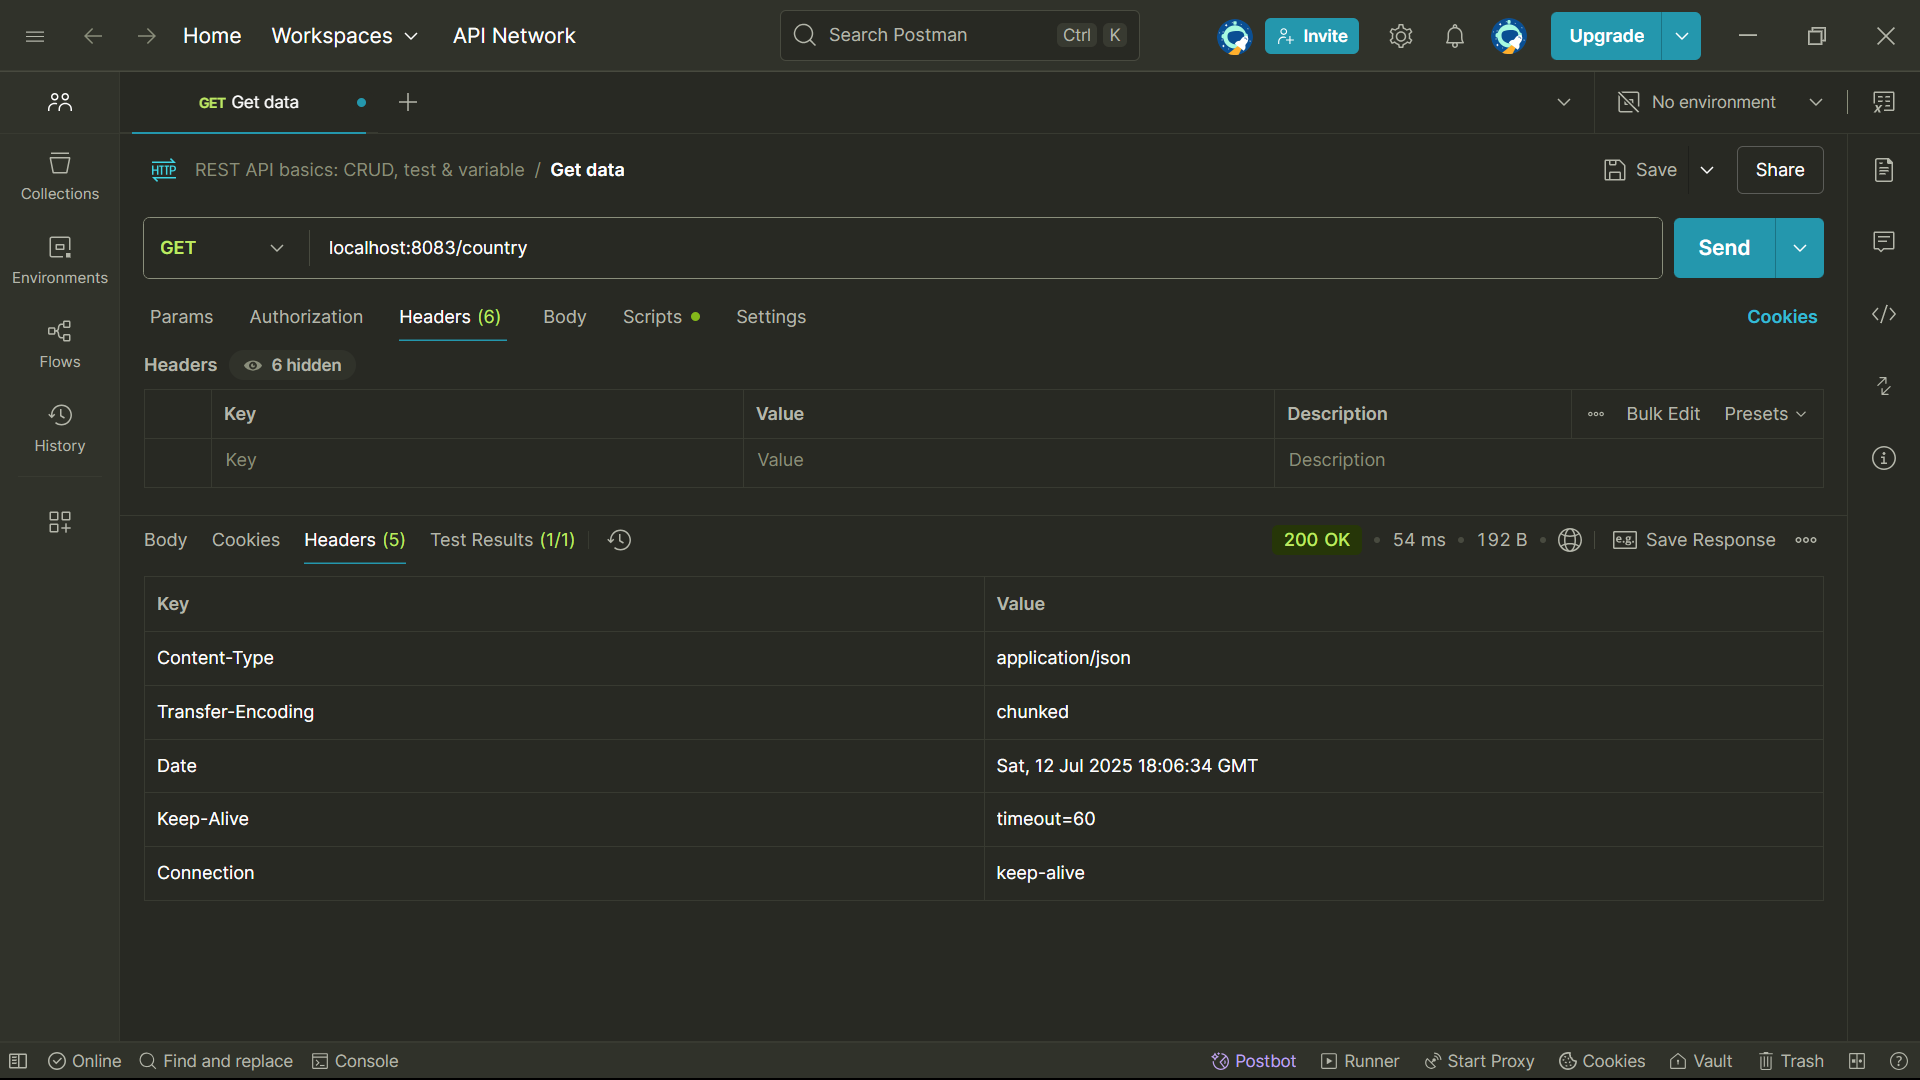 Home Workspaces API Network Search Postman Ctrl K Invite Upgrade
GET Get data No environment
HTTP REST API basics: CRUD, test & variable / Get data Save Share
Collections
Environments
Flows
History
GET localhost:8083/country Send
Params Authorization Headers (6) Body Scripts Settings Cookies
Headers 6 hidden
Key Value Description Bulk Edit Presets
Key Value Description
Body Cookies Headers (5) Test Results (1/1) 200 OK 54 ms 192 B e.g. Save Response
Key Value
Content-Type application/json
Transfer-Encoding chunked
Date Sat, 12 Jul 2025 18:06:34 GMT
Keep-Alive timeout=60
Connection keep-alive
Online Find and replace Console Postbot Runner Start Proxy Cookies Vault Trash